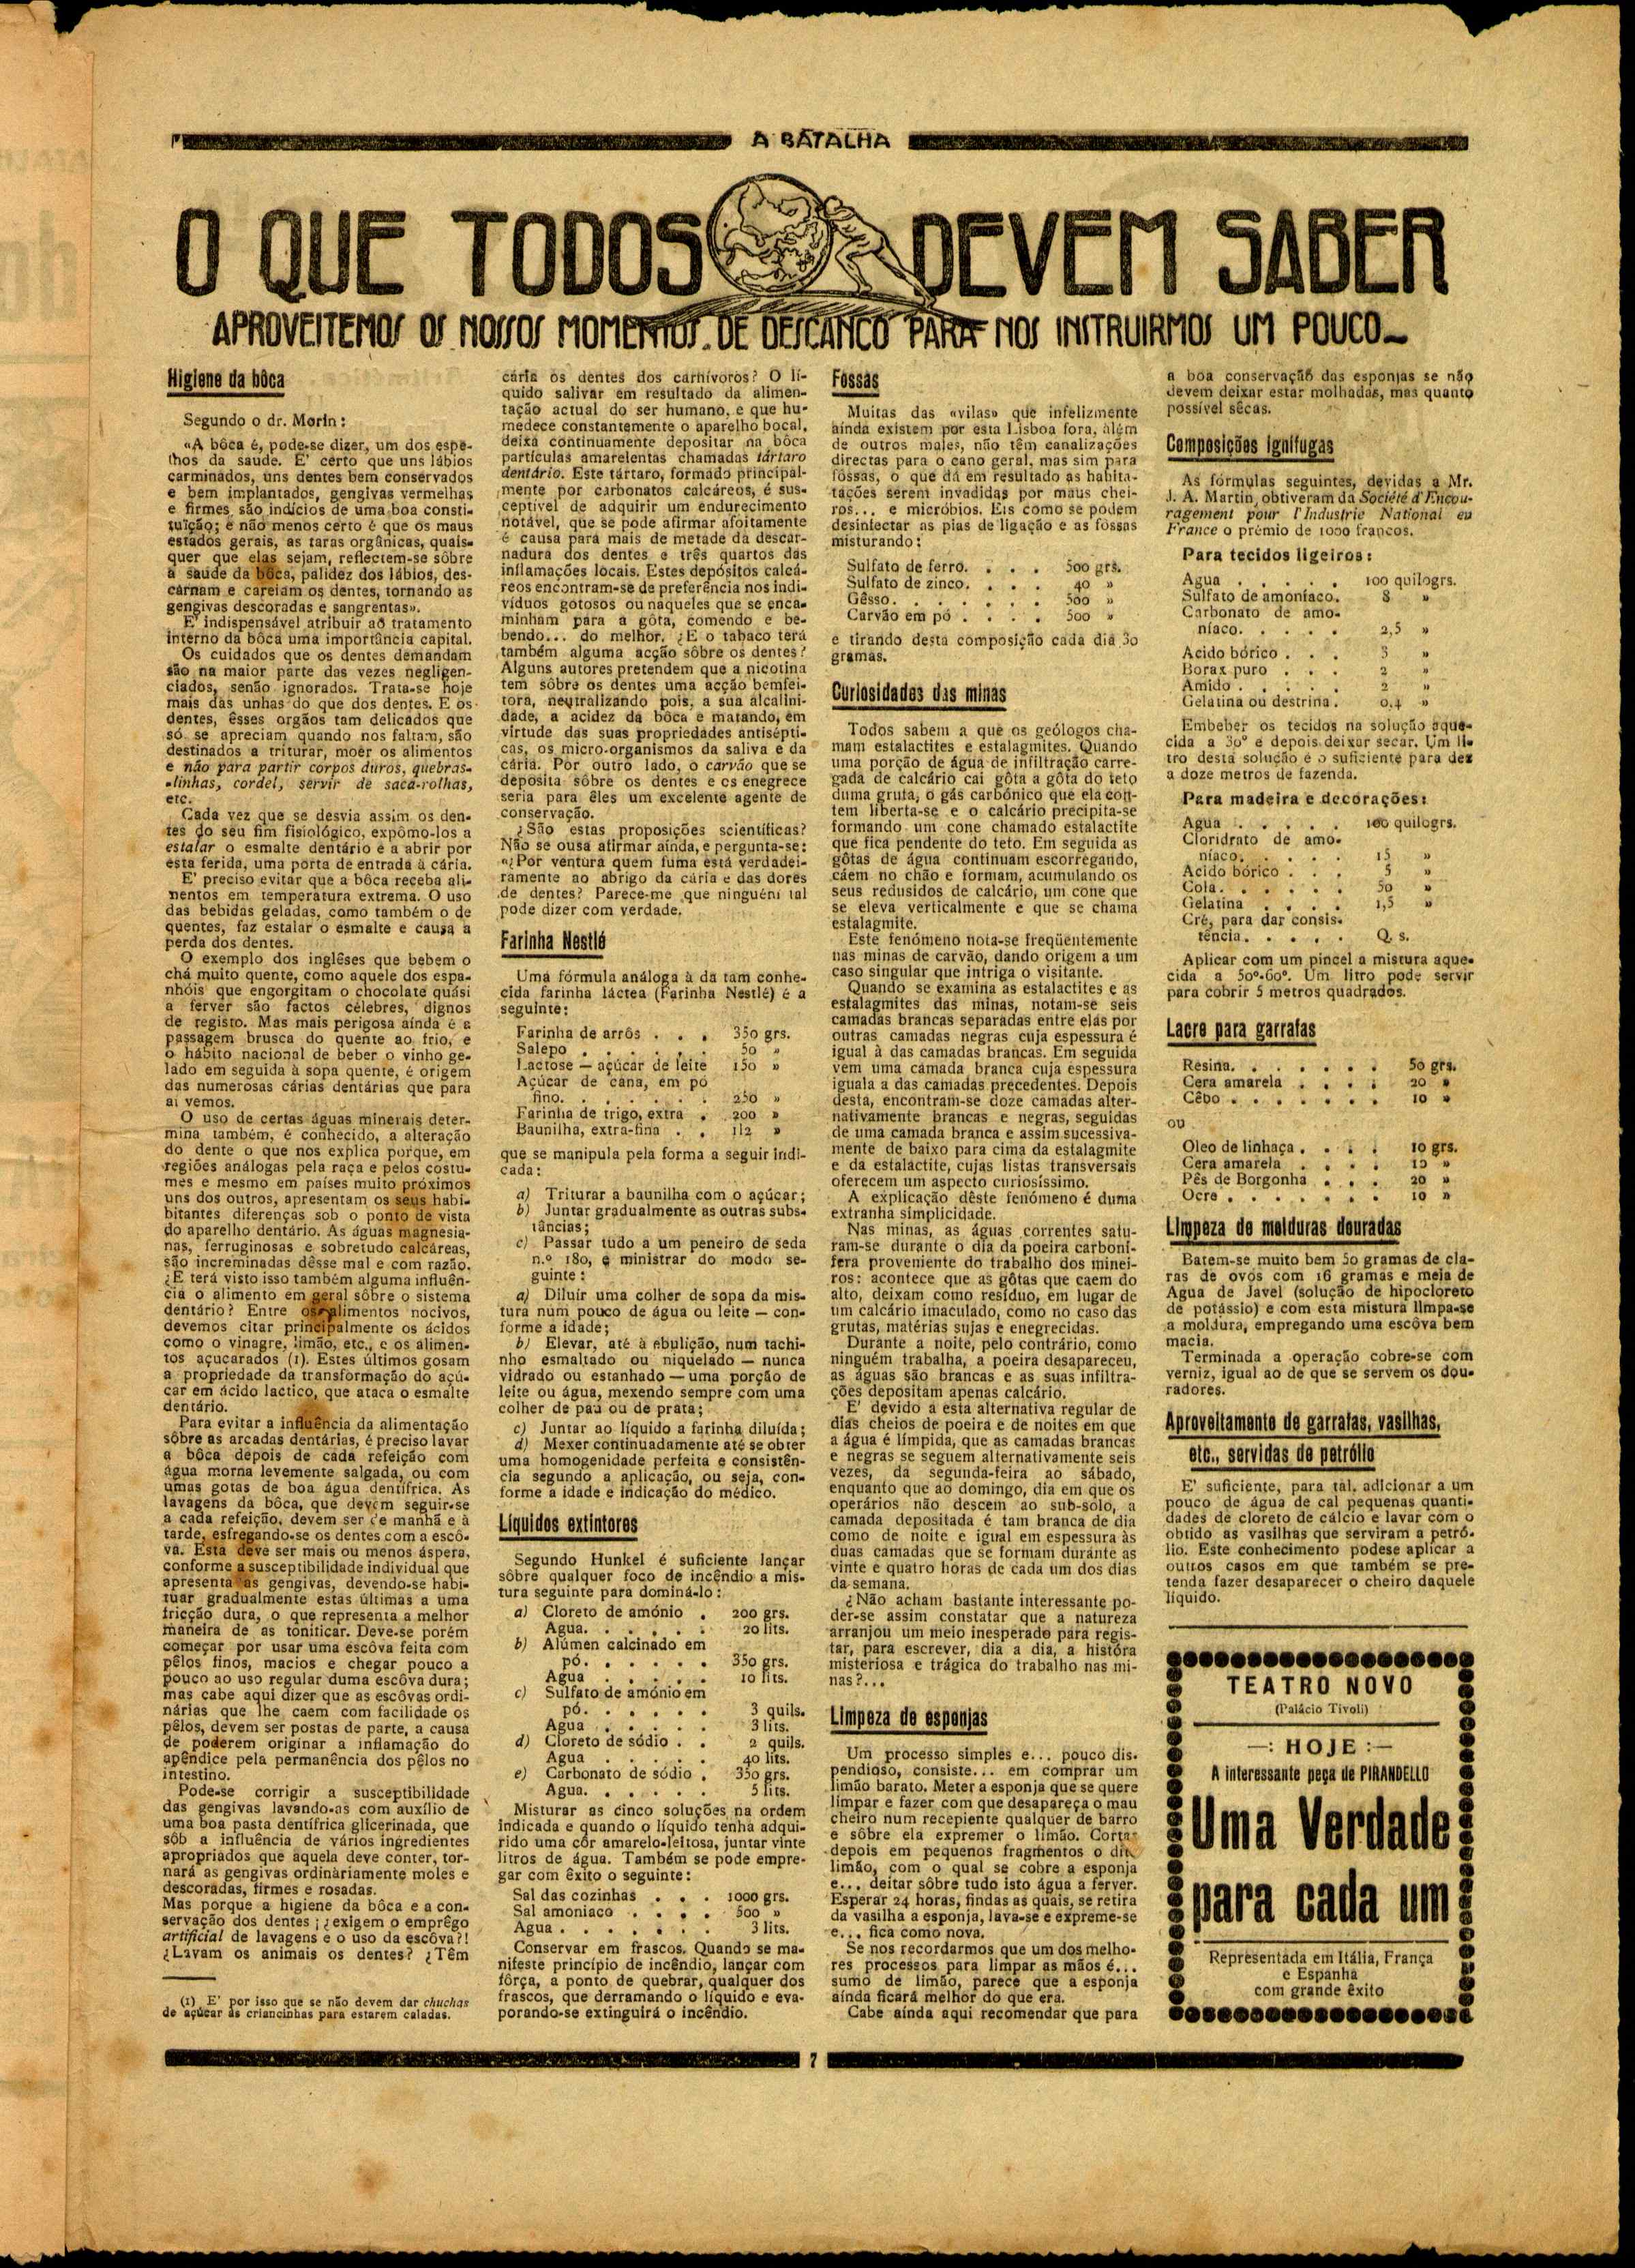 A BATALHA
O QUE TODOS DEVEM SABER
APROVEITEMOS OS NOSSOS MOMENTOS DE DESCANCO PARA NOS INSTRUIRMOS UM POUCO
Higiene da bôca
Segundo o dr. Morin:
«A bôca é, pode-se dizer, um dos espe-
lhos da saude. E' certo que uns lábios
carminados, uns dentes bem conservados
e bem implantados, gengivas vermelhas
e firmes são indícios de uma boa consti-
tuïção; e não menos certo é que os maus
estados gerais, as taras orgânicas, quais-
quer que elas sejam, reflectem-se sôbre
a saude da bôca, palidez dos lábios, des-
carnam e careiam os dentes, tornando as
gengivas descoradas e sangrentas».
E' indispensável atribuir ao tratamento
interno da bôca uma importância capital.
Os cuidados que os dentes demandam
são na maior parte das vezes negligen-
ciados, senão ignorados. Trata-se hoje
mais das unhas do que dos dentes. E os
dentes, êsses orgãos tam delicados que
só se apreciam quando nos faltam, são
destinados a triturar, moer os alimentos
e não para partir corpos duros, quebras-
-linhas, cordel, servir de saca-rolhas,
etc.
Cada vez que se desvia assim os den-
tes do seu fim fisiológico, expômo-los a
estalar o esmalte dentário e a abrir por
esta ferida, uma porta de entrada à cária.
E' preciso evitar que a bôca receba ali-
mentos em temperatura extrema. O uso
das bebidas geladas, como também o de
quentes, faz estalar o esmalte e causa a
perda dos dentes.
O exemplo dos inglêses que bebem o
chá muito quente, como aquele dos espa-
nhóis que engorgitam o chocolate quási
a ferver são factos célebres, dignos
de registo. Mas mais perigosa ainda é a
passagem brusca do quente ao frio, e
o hábito nacional de beber o vinho ge-
lado em seguida à sopa quente, é origem
das numerosas cárias dentárias que para
aí vemos.
O uso de certas águas minerais deter-
mina também, é conhecido, a alteração
do dente o que nos explica porque, em
regiões análogas pela raça e pelos costu-
mes e mesmo em países muito próximos
uns dos outros, apresentam os seus habi-
bitantes diferenças sob o ponto de vista
do aparelho dentário. As águas magnesia-
nas, ferruginosas e sobretudo calcáreas,
são increminadas dêsse mal e com razão.
¿E terá visto isso também alguma influên-
cia o alimento em geral sôbre o sistema
dentário? Entre os alimentos nocivos,
devemos citar principalmente os ácidos
como o vinagre, limão, etc., e os alimen-
tos açucarados (1). Estes últimos gosam
a propriedade da transformação do açú-
car em ácido lactico, que ataca o esmalte
dentário.
Para evitar a influência da alimentação
sôbre as arcadas dentárias, é preciso lavar
a bôca depois de cada refeição com
água morna levemente salgada, ou com
umas gotas de boa água dentífrica. As
lavagens da bôca, que devem seguir-se
a cada refeição, devem ser de manhã e à
tarde, esfregando-se os dentes com a escô-
va. Esta deve ser mais ou menos áspera,
conforme a susceptibilidade individual que
apresenta as gengivas, devendo-se habi-
tuar gradualmente estas últimas a uma
fricção dura, o que representa a melhor
maneira de as tonificar. Deve-se porém
começar por usar uma escôva feita com
pêlos finos, macios e chegar pouco a
pouco ao uso regular duma escôva dura;
mas cabe aqui dizer que as escôvas ordi-
nárias que lhe caem com facilidade os
pêlos, devem ser postas de parte, a causa
de poderem originar a inflamação do
apêndice pela permanência dos pêlos no
intestino.
Pode-se corrigir a susceptibilidade
das gengivas lavando-as com auxílio de
uma boa pasta dentífrica glicerinada, que
sôb a influência de vários ingredientes
apropriados que aquela deve conter, tor-
nará as gengivas ordinàriamente moles e
descoradas, firmes e rosadas.
Mas porque a higiene da bôca e a con-
servação dos dentes ¡¿exigem o emprêgo
artificial de lavagens e o uso da escôva?!
¿Lavam os animais os dentes? ¿Têm
(1) E' por isso que se não devem dar chuchas
de açúcar às criancinhas para estarem caladas.
cária os dentes dos carnívoros? O lí-
quido salivar em resultado da alimen-
tação actual do ser humano, e que hu-
medece constantemente o aparelho bocal,
deixa continuamente depositar na bôca
partículas amarelentas chamadas tártaro
dentário. Este tártaro, formado principal-
mente por carbonatos calcáreos, é sus-
ceptivel de adquirir um endurecimento
notável, que se pode afirmar afoitamente
é causa para mais de metade da descar-
nadura dos dentes e três quartos das
inflamações locais. Estes depósitos calcá-
reos encontram-se de preferência nos indi-
viduos gotosos ou naqueles que se enca-
minham para a gôta, comendo e be-
bendo... do melhor. ¿E o tabaco terá
também alguma acção sôbre os dentes?
Alguns autores pretendem que a nicotina
tem sôbre os dentes uma acção bemfei-
tora, neutralizando pois, a sua alcalini-
dade, a acidez da bôca e matando, em
virtude das suas propriedades antisépti-
cas, os micro-organismos da saliva e da
cária. Por outro lado, o carvão que se
deposita sôbre os dentes e os enegrece
seria para êles um excelente agente de
conservação.
¿São estas proposições scientíficas?
Não se ousa afirmar ainda, e pergunta-se:
«¿Por ventura quem fuma está verdadei-
ramente ao abrigo da cária e das dores
de dentes? Parece-me que ninguém tal
pode dizer com verdade.
Farinha Nestlé
Uma fórmula análoga à da tam conhe-
cida farinha láctea (Farinha Nestlé) é a
seguinte:
Farinha de arrôs . . . 350 grs.
Salepo . . . . . . 50 »
Lactose — açúcar de leite 150 »
Açúcar de cana, em pó
fino. . . . . . . 250 »
Farinha de trigo, extra . 200 »
Baunilha, extra-fina . . 112 »
que se manipula pela forma a seguir indi-
cada:
a) Triturar a baunilha com o açúcar;
b) Juntar gradualmente as outras subs-
tâncias;
c) Passar tudo a um peneiro de seda
n.º 180, e ministrar do modo se-
guinte:
a) Diluír uma colher de sopa da mis-
tura num pouco de água ou leite — con-
forme a idade;
b) Elevar, até à ebulição, num tachi-
nho esmaltado ou niquelado — nunca
vidrado ou estanhado — uma porção de
leite ou água, mexendo sempre com uma
colher de pau ou de prata;
c) Juntar ao líquido a farinha diluída;
d) Mexer continuadamente até se obter
uma homogenidade perfeita e consistên-
cia segundo a aplicação, ou seja, con-
forme a idade e indicação do médico.
Líquidos extintores
Segundo Hunkel é suficiente lançar
sôbre qualquer foco de incêndio a mis-
tura seguinte para dominá-lo:
a) Cloreto de amónio . 200 grs.
Agua. . . . . . 20 lits.
b) Alúmen calcinado em
pó. . . . . . 350 grs.
Agua . . . . . 10 lits.
c) Sulfato de amónio em
pó. . . . . . 3 quils.
Agua . . . . . 3 lits.
d) Cloreto de sódio . . 2 quils.
Agua . . . . . 40 lits.
e) Carbonato de sódio . 350 grs.
Agua. . . . . . 5 lits.
Misturar as cinco soluções na ordem
indicada e quando o líquido tenha adqui-
rido uma côr amarelo-leitosa, juntar vinte
litros de água. Também se pode empre-
gar com êxito o seguinte:
Sal das cozinhas . . . 1000 grs.
Sal amoniaco . . . . 500 »
Agua . . . . . . . 3 lits.
Conservar em frascos. Quando se ma-
nifeste princípio de incêndio, lançar com
fôrça, a ponto de quebrar, qualquer dos
frascos, que derramando o líquido e eva-
porando-se extinguirá o incêndio.
Fossas
Muitas das «vilas» que infelizmente
ainda existem por esta Lisboa fora, além
de outros males, não têm canalizações
directas para o cano geral, mas sim para
fóssas, o que dá em resultado as habita-
tações serem invadidas por maus chei-
ros... e micróbios. Eis como se podem
desinfectar as pias de ligação e as fossas
misturando:
Sulfato de ferro. . . . 500 grs.
Sulfato de zinco. . . . 40 »
Gêsso. . . . . . . 500 »
Carvão em pó . . . . 500 »
e tirando desta composição cada dia 30
gramas.
Curiosidades das minas
Todos sabem a que os geólogos cha-
mam estalactites e estalagmites. Quando
uma porção de água de infiltração carre-
gada de calcário cai gôta a gôta do teto
duma gruta, o gás carbónico que ela con-
tem liberta-se e o calcário precipita-se
formando um cone chamado estalactite
que fica pendente do teto. Em seguida as
gôtas de água continuam escorregando,
cáem no chão e formam, acumulando os
seus redusidos de calcário, um cone que
se eleva verticalmente e que se chama
estalagmite.
Este fenómeno nota-se freqüentemente
nas minas de carvão, dando origem a um
caso singular que intriga o visitante.
Quando se examina as estalactites e as
estalagmites das minas, notam-se seis
camadas brancas separadas entre elas por
outras camadas negras cuja espessura é
igual à das camadas brancas. Em seguida
vem uma camada branca cuja espessura
iguala a das camadas precedentes. Depois
desta, encontram-se doze camadas alter-
nativamente brancas e negras, seguidas
de uma camada branca e assim sucessiva-
mente de baixo para cima da estalagmite
e da estalactite, cujas listas transversais
oferecem um aspecto curiosíssimo.
A explicação dêste fenómeno é duma
extranha simplicidade.
Nas minas, as águas correntes satu-
ram-se durante o dia da poeira carboní-
fera proveniente do trabalho dos minei-
ros: acontece que as gôtas que caem do
alto, deixam como resíduo, em lugar de
um calcário imaculado, como no caso das
grutas, matérias sujas e enegrecidas.
Durante a noite, pelo contrário, como
ninguém trabalha, a poeira desapareceu,
as águas são brancas e as suas infiltra-
ções depositam apenas calcário.
E' devido a esta alternativa regular de
dias cheios de poeira e de noites em que
a água é límpida, que as camadas brancas
e negras se seguem alternativamente seis
vezes, da segunda-feira ao sábado,
enquanto que ao domingo, dia em que os
operários não descem ao sub-solo, a
camada depositada é tam branca de dia
como de noite e igual em espessura às
duas camadas que se formam durante as
vinte e quatro horas de cada um dos dias
da semana.
¿Não acham bastante interessante po-
der-se assim constatar que a natureza
arranjou um meio inesperado para regis-
tar, para escrever, dia a dia, a históra
misteriosa e trágica do trabalho nas mi-
nas?...
Limpeza de esponjas
Um processo simples e... pouco dis-
pendioso, consiste... em comprar um
limão barato. Meter a esponja que se quere
limpar e fazer com que desapareça o mau
cheiro num recepiente qualquer de barro
e sôbre ela expremer o limão. Corta-
depois em pequenos fragmentos o dit
limão, com o qual se cobre a esponja
e... deitar sôbre tudo isto água a ferver.
Esperar 24 horas, findas as quais, se retira
da vasilha a esponja, lava-se e expreme-se
e... fica como nova.
Se nos recordarmos que um dos melho-
res processos para limpar as mãos é...
sumo de limão, parece que a esponja
ainda ficará melhor do que era.
Cabe ainda aqui recomendar que para
a boa conservação das esponjas se não
devem deixar estar molhadas, mas quanto
possível sêcas.
Composições ignífugas
As fórmulas seguintes, devidas a Mr.
J. A. Martin, obtiveram da Société d'Encou-
ragement pour l'Industrie National en
France o prémio de 1000 francos.
Para tecidos ligeiros:
Agua . . . . . 100 quilogrs.
Sulfato de amoníaco. 8 »
Carbonato de amo-
níaco. . . . . 2,5 »
Acido bórico . . . 3 »
Borax puro . . . 2 »
Amido . . . . . 2 »
Gelatina ou destrina . 0,4 »
Embeber os tecidos na solução aque-
cida a 30º e depois deixar secar. Um li-
tro desta solução é o suficiente para dez
a doze metros de fazenda.
Para madeira e decorações:
Agua . . . . . 100 quilogrs.
Cloridrato de amo-
níaco. . . . . 15 »
Acido bórico . . . 5 »
Cola. . . . . . 50 »
Gelatina . . . . 1,5 »
Cré, para dar consis-
tência. . . . . Q. s.
Aplicar com um pincel a mistura aque-
cida a 50º-60º. Um litro pode servir
para cobrir 5 metros quadrados.
Lacre para garrafas
Resina. . . . . . . 50 grs.
Cera amarela . . . . 20 »
Cêbo . . . . . . . 10 »
ou
Oleo de linhaça . . . . 10 grs.
Cera amarela . . . . 10 »
Pês de Borgonha . . . 20 »
Ocre . . . . . . . 10 »
Limpeza de molduras douradas
Batem-se muito bem 50 gramas de cla-
ras de ovos com 16 gramas e meia de
Agua de Javel (solução de hipocloreto
de potássio) e com esta mistura limpa-se
a moldura, empregando uma escôva bem
macia.
Terminada a operação cobre-se com
verniz, igual ao de que se servem os dou-
radores.
Aproveitamento de garrafas, vasilhas,
etc., servidas de petrólio
E' suficiente, para tal, adicionar a um
pouco de água de cal pequenas quanti-
dades de cloreto de cálcio e lavar com o
obtido as vasilhas que serviram a petró-
lio. Este conhecimento podese aplicar a
outros casos em que também se pre-
tenda fazer desaparecer o cheiro daquele
líquido.
TEATRO NOVO
(Palácio Tivoli)
—: HOJE :—
A interessante peça de PIRANDELLO
Uma Verdade
para cada um
Representada em Itália, França
e Espanha
com grande êxito
7